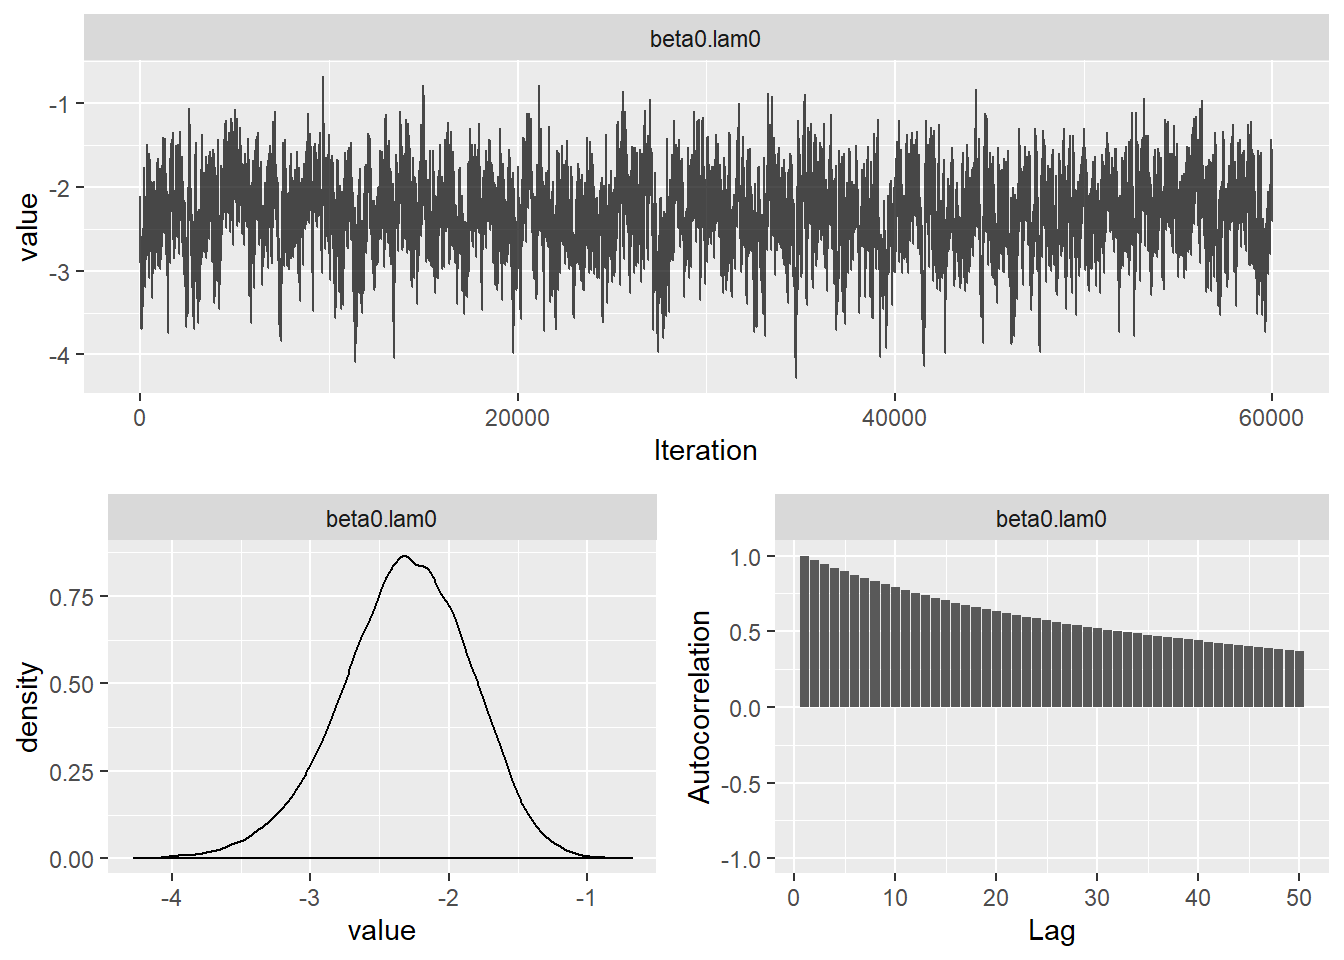 beta0.lam0
value
-1
-2
-3
-4
0 20000 40000 60000
Iteration
beta0.lam0
density
0.75
0.50
0.25
0.00
-4 -3 -2 -1
value
beta0.lam0
Autocorrelation
1.0
0.5
0.0
-0.5
-1.0
0 10 20 30 40 50
Lag